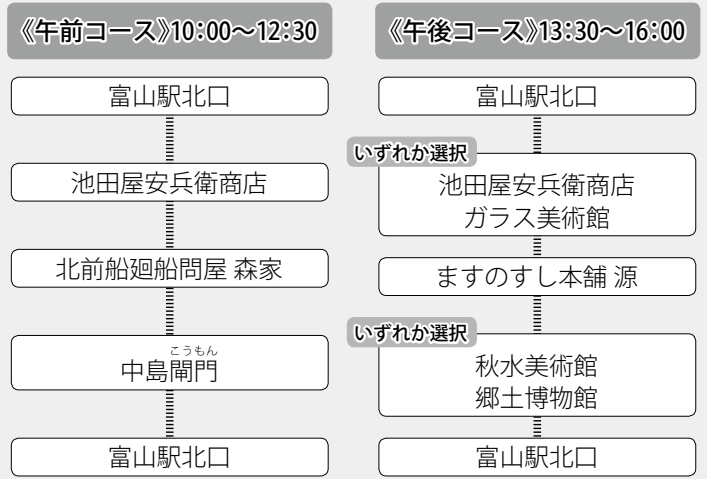 《午前コース》10:00～12:30
富山駅北口
池田屋安兵衛商店
北前船廻船問屋 森家
こうもん
中島閘門
富山駅北口
《午後コース》13:30～16:00
富山駅北口
いずれか選択
池田屋安兵衛商店
ガラス美術館
ますのすし本舗 源
いずれか選択
秋水美術館
郷土博物館
富山駅北口